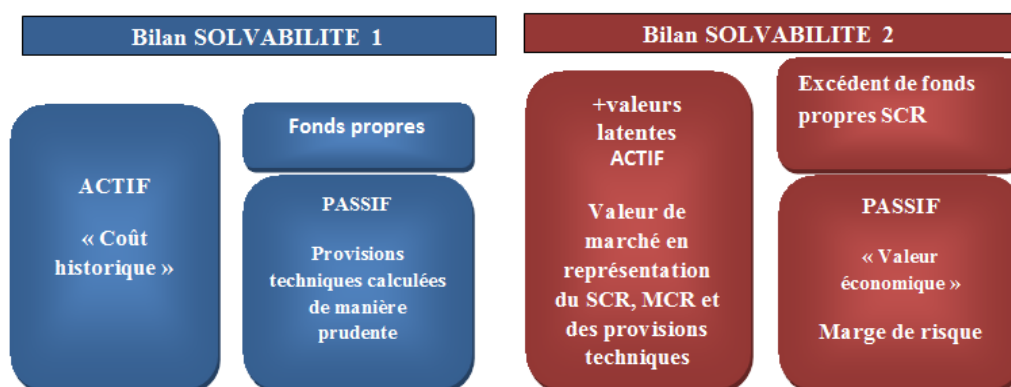 Bilan SOLVABILITE 1
ACTIF
« Coût
historique »
Fonds propres
PASSIF
Provisions
techniques calculées
de manière
prudente
Bilan SOLVABILITE 2
+valeurs
latentes
ACTIF
Valeur de
marché en
représentation
du SCR, MCR et
des provisions
techniques
Excédent de fonds
propres SCR
PASSIF
« Valeur
économique »
Marge de risque